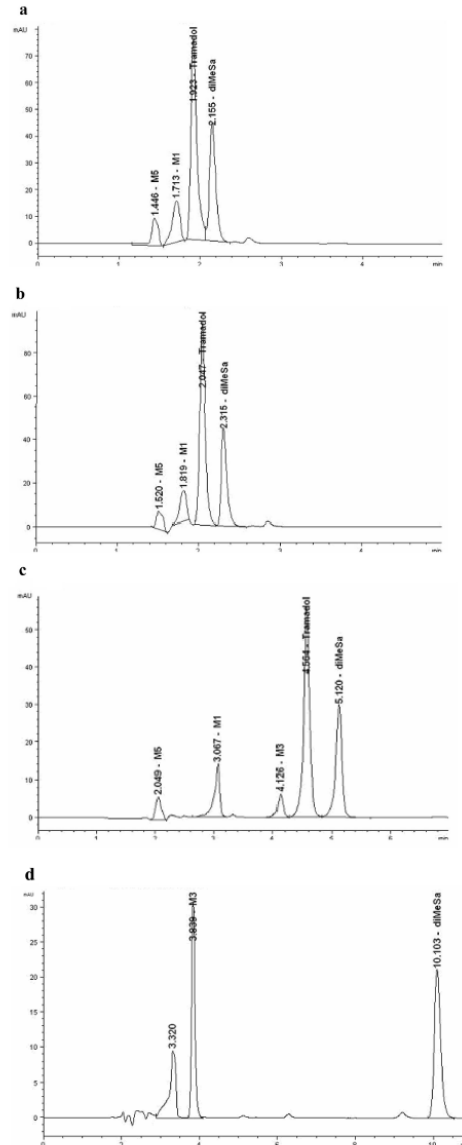 a
mAU
80
70
60
50
40
30
20
10
0
1.446 - M5
1.713 - M1
1.923 - Tramadol
2.155 - diMeSa
0 1 2 3 4 min
b
mAU
80
60
40
20
0
1.520 - M5
1.819 - M1
2.047 - Tramadol
2.315 - diMeSa
0 1 2 3 4 min
c
mAU
50
40
30
20
10
0
2.049 - M5
3.067 - M1
4.126 - M3
4.564 - Tramadol
5.120 - diMeSa
0 1 2 3 4 5 6 min
d
mAU
30
25
20
15
10
5
0
3.320
3.839 - M3
10.103 - diMeSa
0 2 4 6 8 10